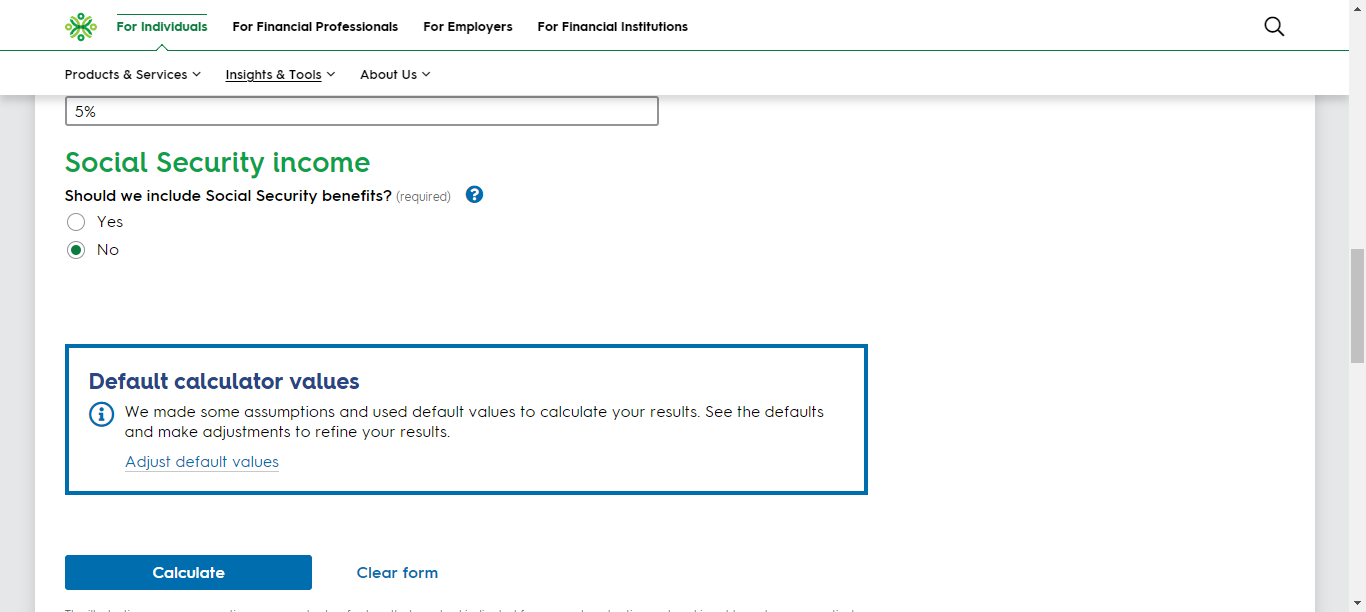 For Individuals For Financial Professionals For Employers For Financial Institutions
Products & Services Insights & Tools About Us
5%
Social Security income
Should we include Social Security benefits? (required) ?
Yes
No
Default calculator values
We made some assumptions and used default values to calculate your results. See the defaults
and make adjustments to refine your results.
Adjust default values
Calculate Clear form